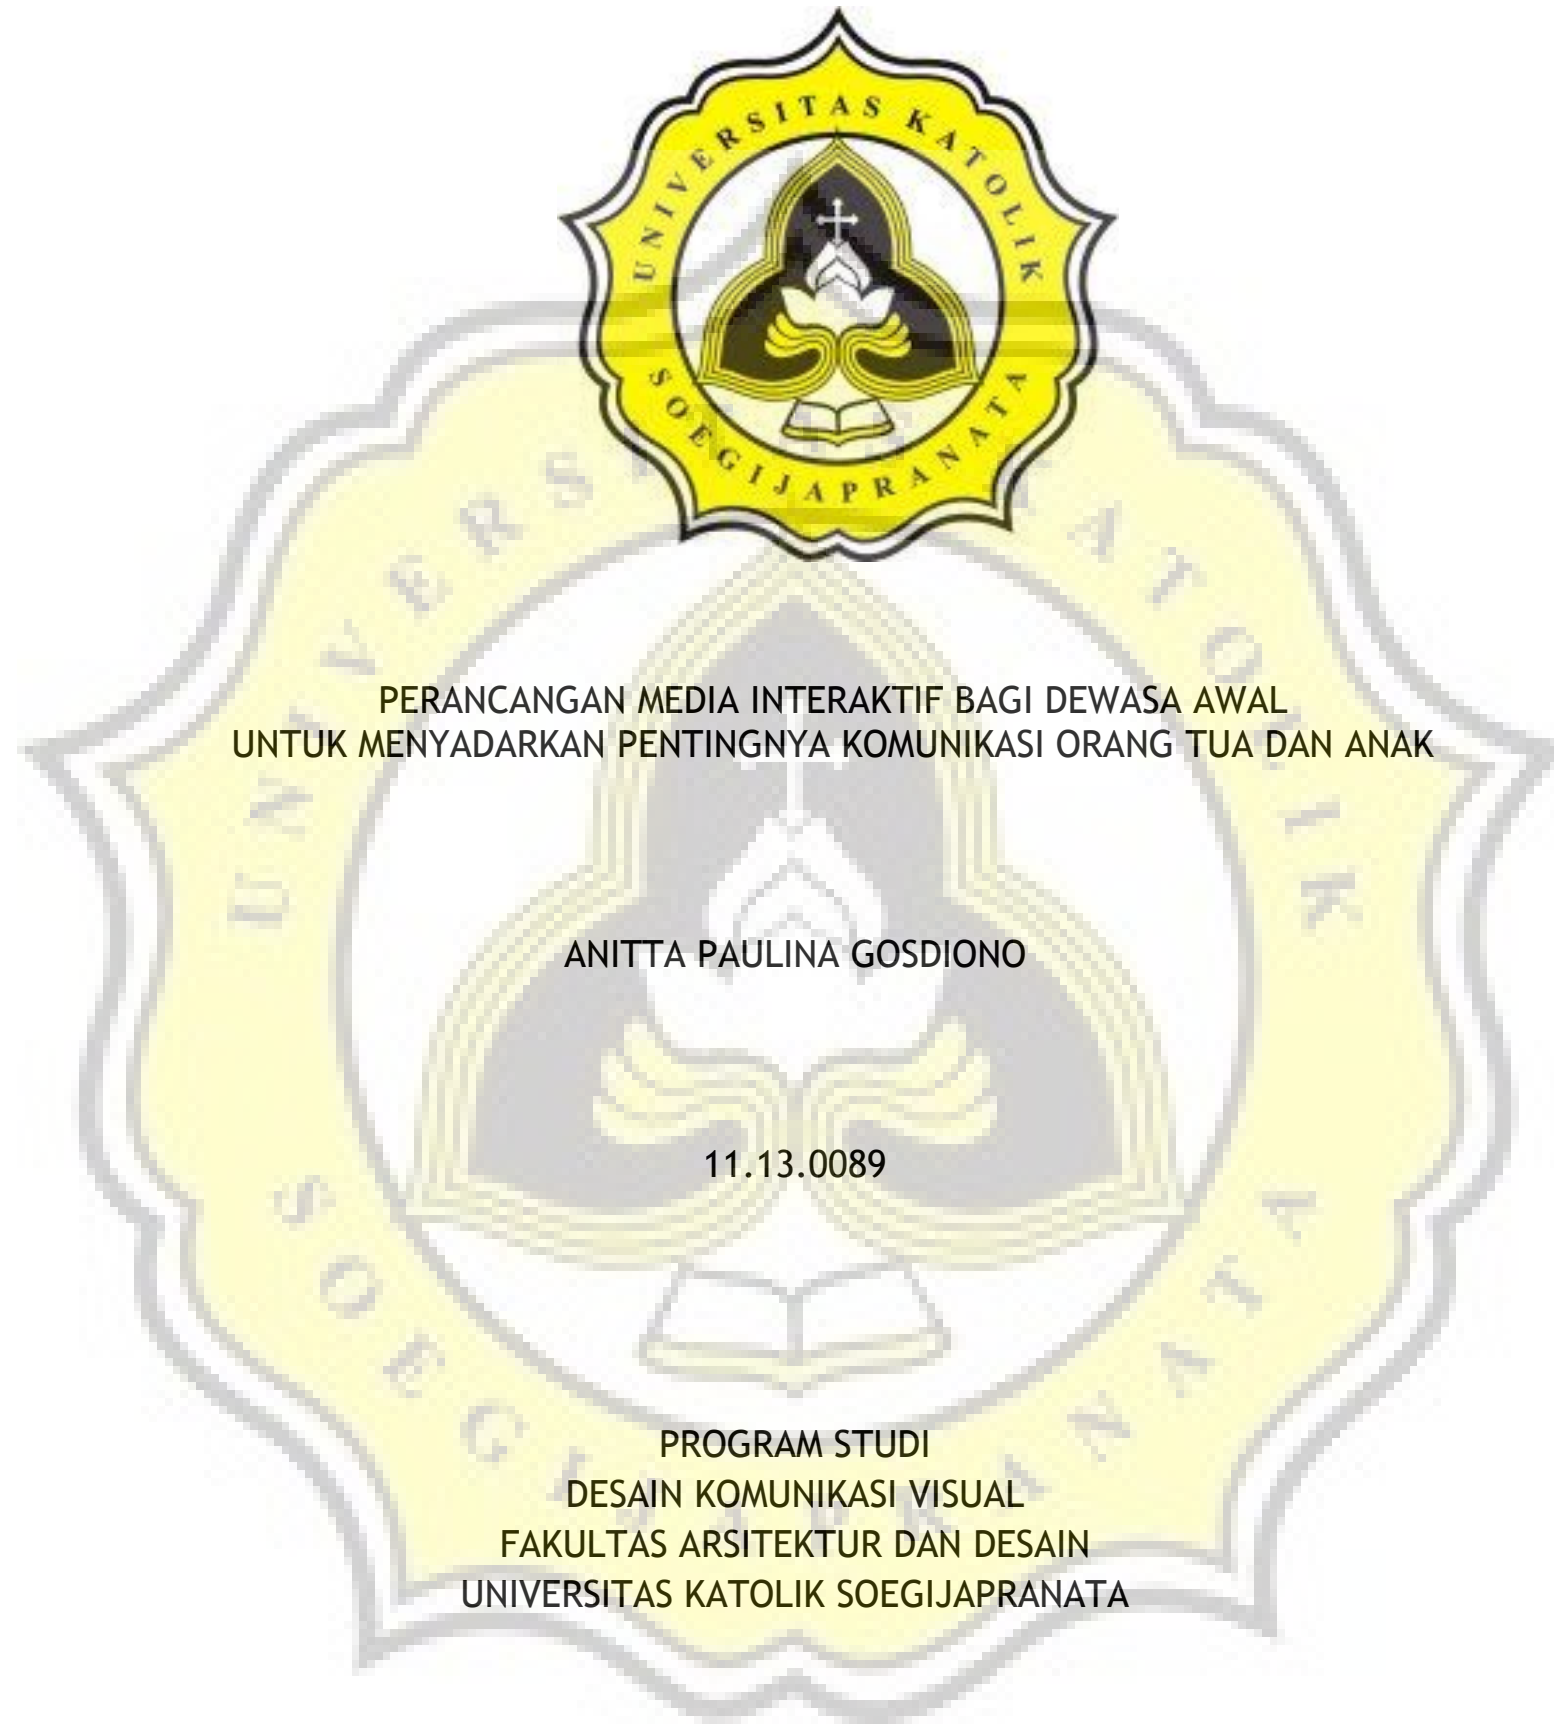 UNIVERSITAS KATOLIK
SOEGIJAPRANATA
PERANCANGAN MEDIA INTERAKTIF BAGI DEWASA AWAL
UNTUK MENYADARKAN PENTINGNYA KOMUNIKASI ORANG TUA DAN ANAK
ANITTA PAULINA GOSDIONO
11.13.0089
PROGRAM STUDI
DESAIN KOMUNIKASI VISUAL
FAKULTAS ARSITEKTUR DAN DESAIN
UNIVERSITAS KATOLIK SOEGIJAPRANATA